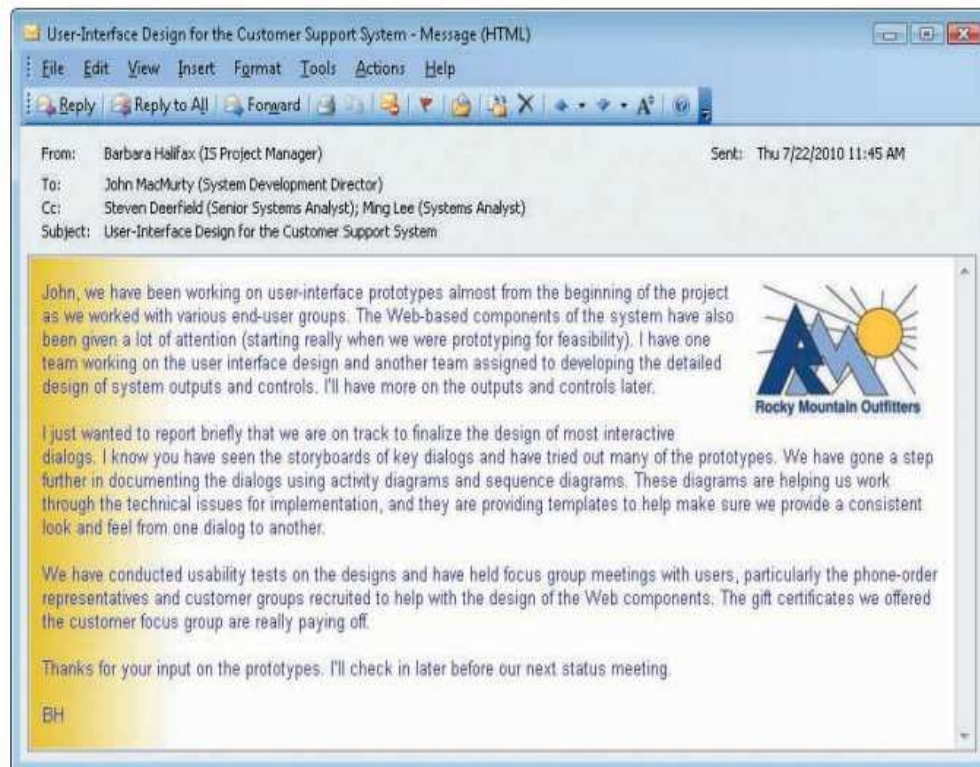 User-Interface Design for the Customer Support System - Message (HTML)
File Edit View Insert Format Tools Actions Help
Reply Reply to All Forward
From: Barbara Halifax (IS Project Manager) Sent: Thu 7/22/2010 11:45 AM
To: John MacMurty (System Development Director)
Cc: Steven Deerfield (Senior Systems Analyst); Ming Lee (Systems Analyst)
Subject: User-Interface Design for the Customer Support System
John, we have been working on user-interface prototypes almost from the beginning of the project
as we worked with various end-user groups. The Web-based components of the system have also
been given a lot of attention (starting really when we were prototyping for feasibility). I have one
team working on the user interface design and another team assigned to developing the detailed
design of system outputs and controls. I'll have more on the outputs and controls later.
RM
Rocky Mountain Outfitters
I just wanted to report briefly that we are on track to finalize the design of most interactive
dialogs. I know you have seen the storyboards of key dialogs and have tried out many of the prototypes. We have gone a step
further in documenting the dialogs using activity diagrams and sequence diagrams. These diagrams are helping us work
through the technical issues for implementation, and they are providing templates to help make sure we provide a consistent
look and feel from one dialog to another.
We have conducted usability tests on the designs and have held focus group meetings with users, particularly the phone-order
representatives and customer groups recruited to help with the design of the Web components. The gift certificates we offered
the customer focus group are really paying off.
Thanks for your input on the prototypes. I'll check in later before our next status meeting.
BH